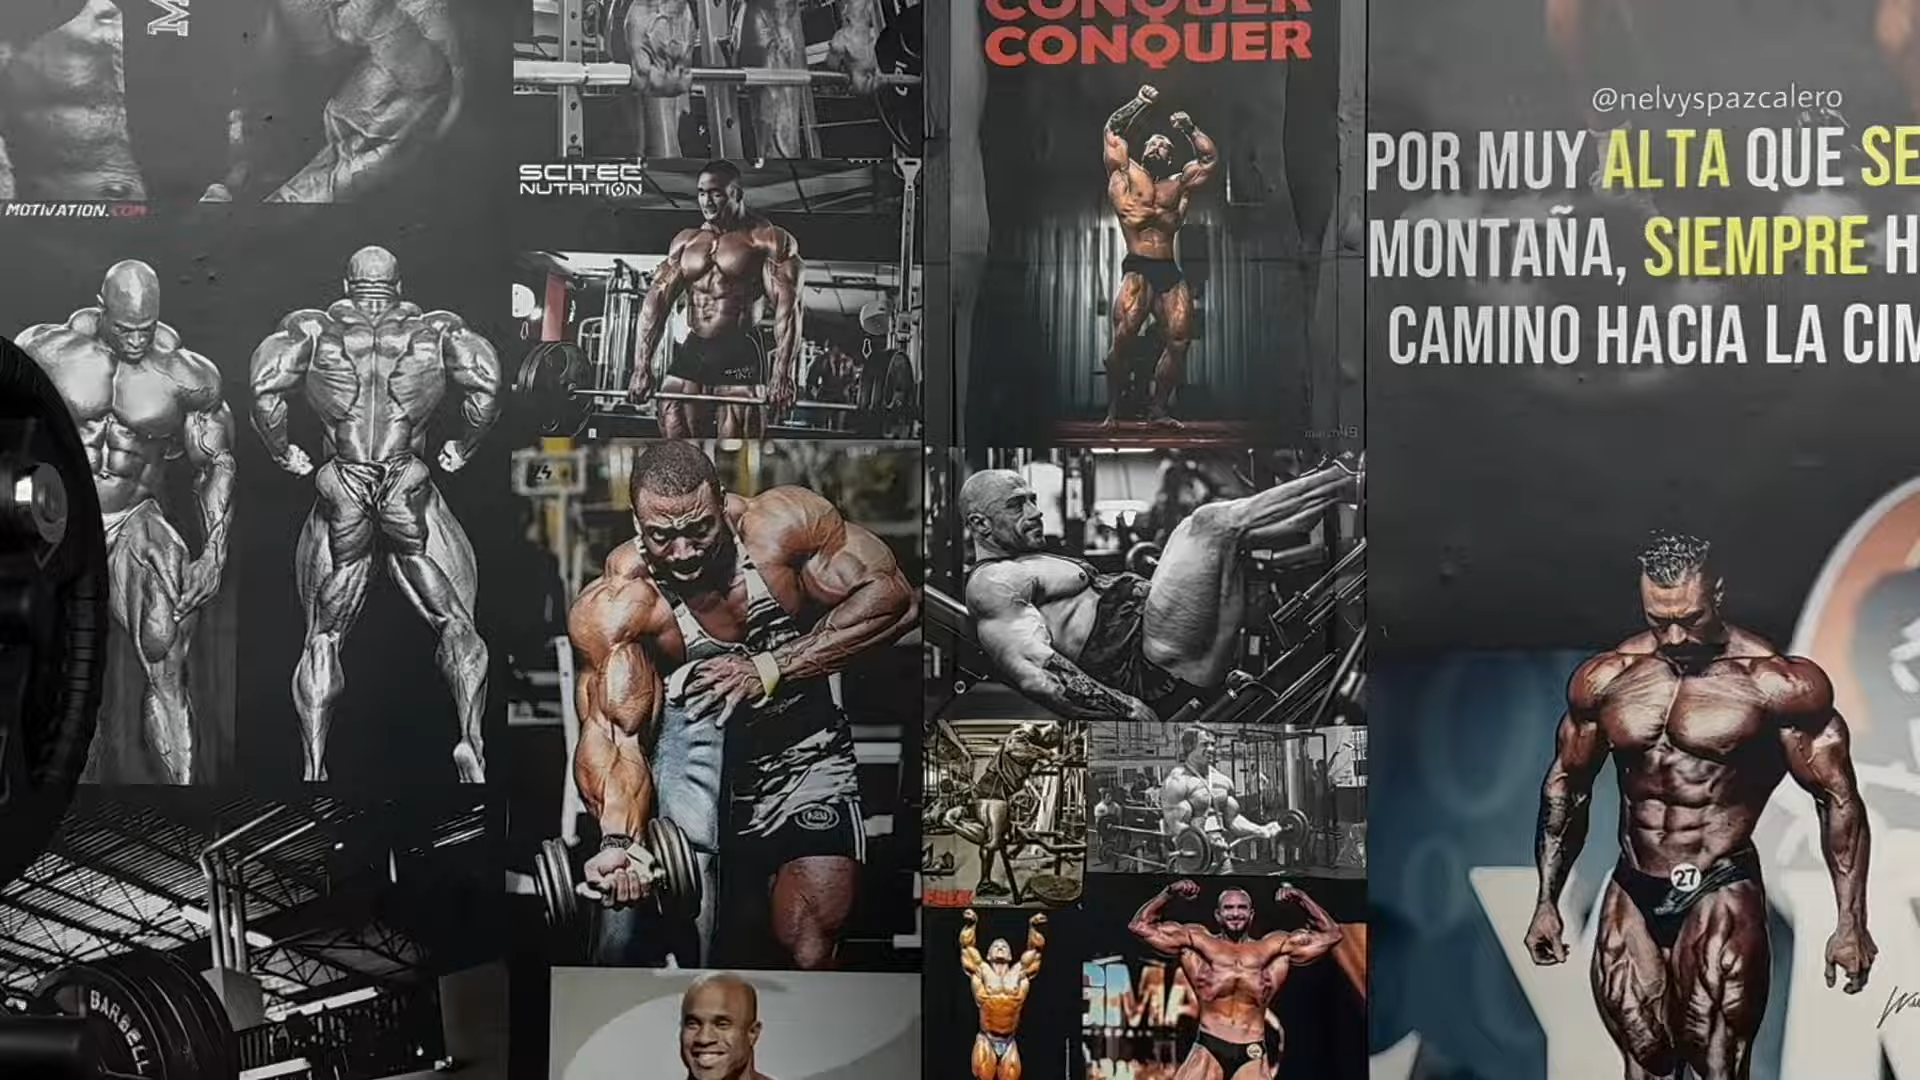 M
MOTIVATION.COM
SCITEC
NUTRITION
CONQUER
CONQUER
@nelvyspazcalero
POR MUY ALTA QUE SE
MONTAÑA, SIEMPRE H
CAMINO HACIA LA CIM
27
BARBELL